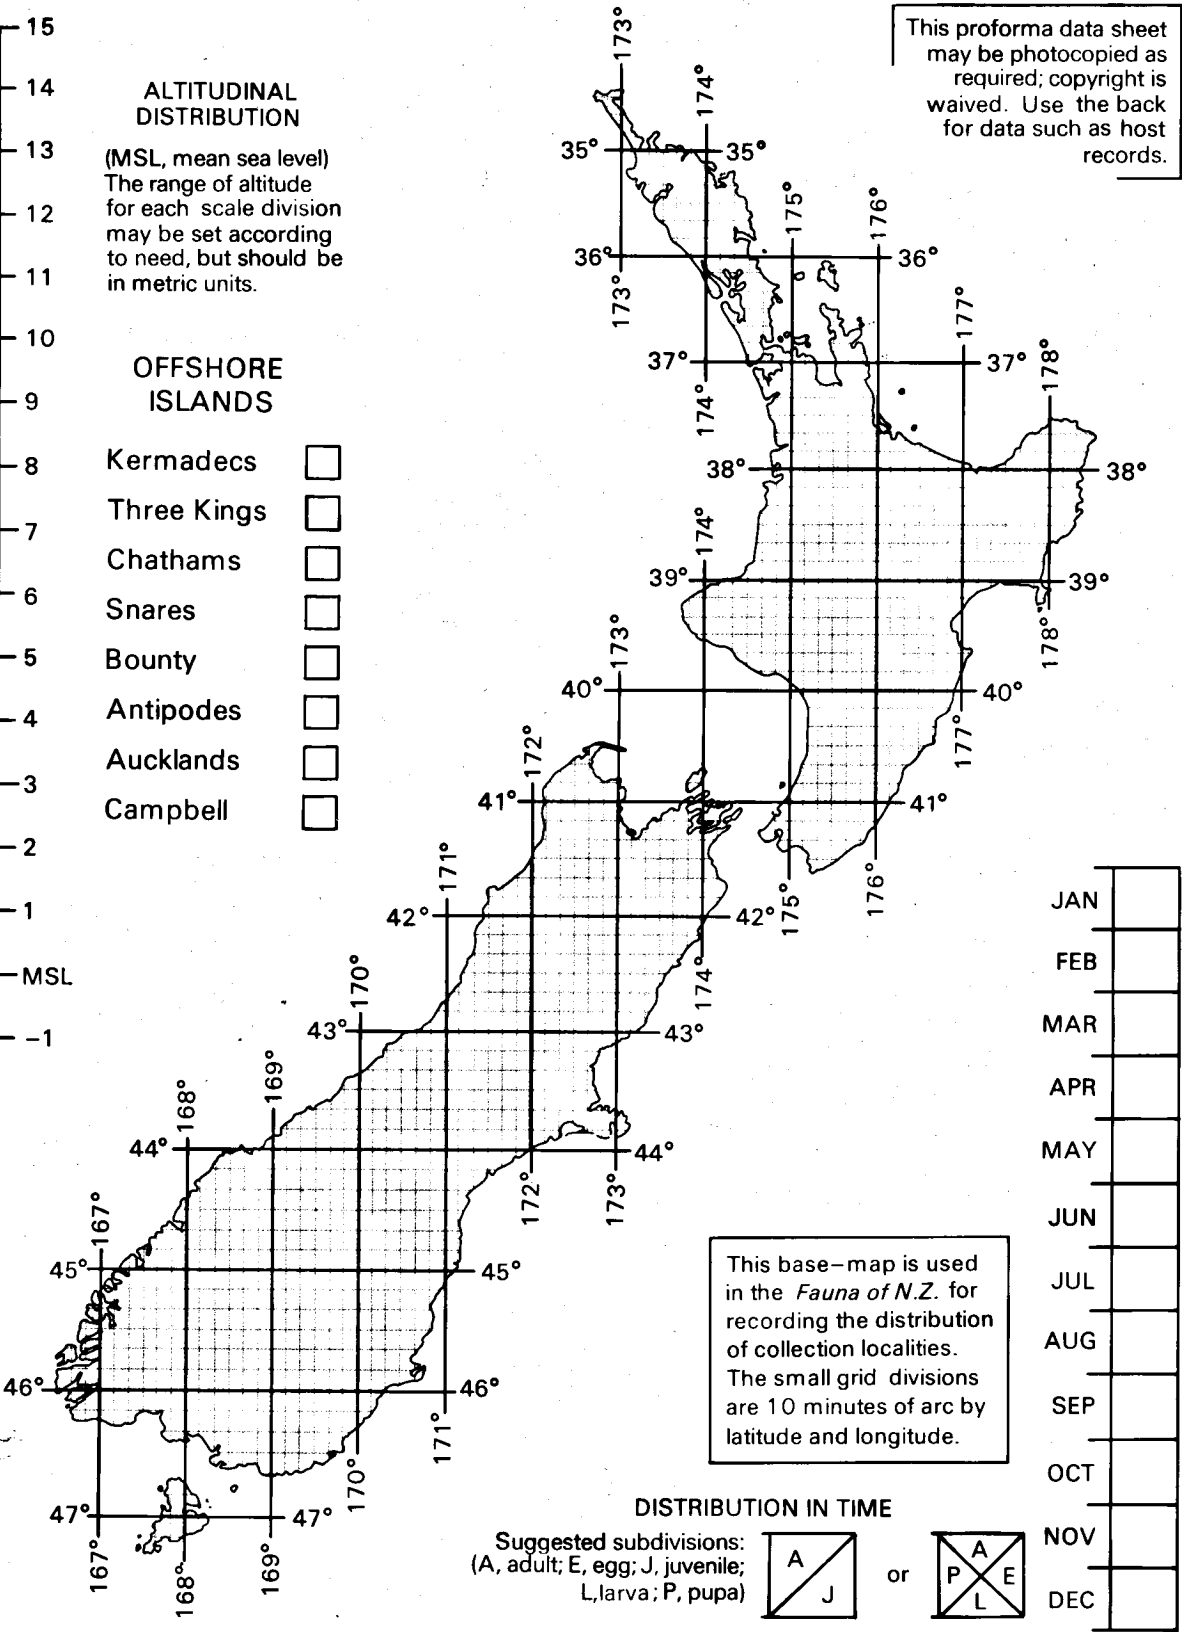 15
14
13
12
11
10
9
8
7
6
5
4
3
2
1
MSL
-1
ALTITUDINAL
DISTRIBUTION
(MSL, mean sea level)
The range of altitude
for each scale division
may be set according
to need, but should be
in metric units.
OFFSHORE
ISLANDS
Kermadecs
Three Kings
Chathams
Snares
Bounty
Antipodes
Aucklands
Campbell
This proforma data sheet
may be photocopied as
required; copyright is
waived. Use the back
for data such as host
records.
173°
174°
35° 35°
175°
176°
36° 36°
173°
177°
37° 37°
178°
174°
38° 38°
174°
39° 39°
173°
178°
40° 40°
172°
177°
41° 41°
171°
175°
176°
42° 42°
170°
174°
43° 43°
169°
168°
44° 44°
172°
173°
167°
45° 45°
46° 46°
171°
170°
47° 47°
167°
168°
169°
This base-map is used
in the Fauna of N.Z. for
recording the distribution
of collection localities.
The small grid divisions
are 10 minutes of arc by
latitude and longitude.
JAN
FEB
MAR
APR
MAY
JUN
JUL
AUG
SEP
OCT
NOV
DEC
DISTRIBUTION IN TIME
Suggested subdivisions:
(A, adult; E, egg; J, juvenile;
L,larva; P, pupa)
A
J
or
A
P E
L